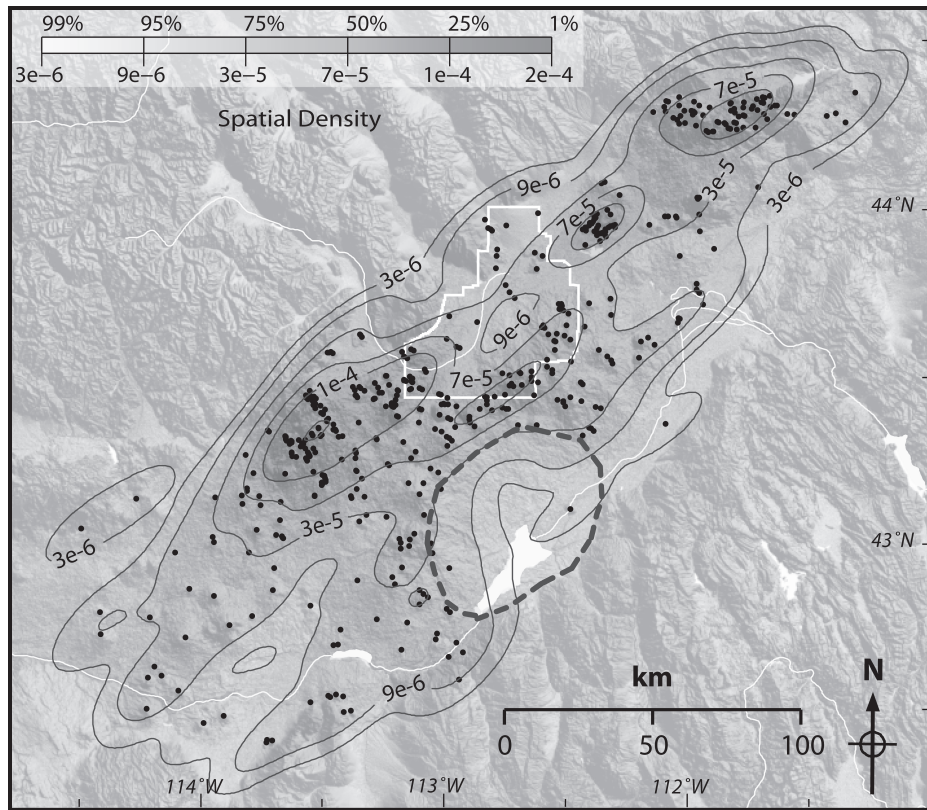 99% 95% 75% 50% 25% 1%
3e-6 9e-6 3e-5 7e-5 1e-4 2e-4
Spatial Density
7e-5
3e-5
3e-6
9e-6
44°N
7e-5
3e-6
9e-6
1e-4
7e-5
3e-5
3e-6
43°N
9e-6
km
N
0 50 100
114°W 113°W 112°W